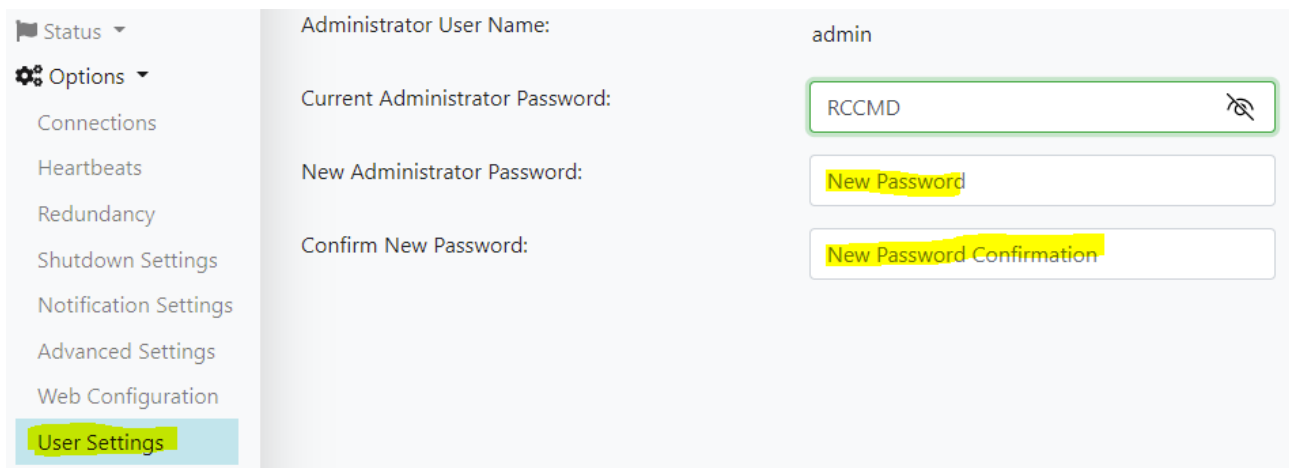 Status
Options
Connections
Heartbeats
Redundancy
Shutdown Settings
Notification Settings
Advanced Settings
Web Configuration
User Settings
Administrator User Name:
admin
Current Administrator Password:
RCCMD
New Administrator Password:
New Password
Confirm New Password:
New Password Confirmation